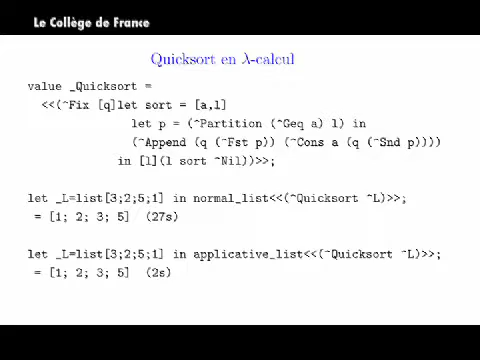 Le Collège de France
Quicksort en λ-calcul
value _Quicksort =
<<(^Fix [q]let sort = [a,l]
let p = (^Partition (^Geq a) l) in
(^Append (q (^Fst p)) (^Cons a (q (^Snd p))))
in [l](l sort ^Nil))>>;
let _L=list[3;2;5;1] in normal_list<<(^Quicksort ^L)>>;
= [1; 2; 3; 5] (27s)
let _L=list[3;2;5;1] in applicative_list<<(^Quicksort ^L)>>;
= [1; 2; 3; 5] (2s)